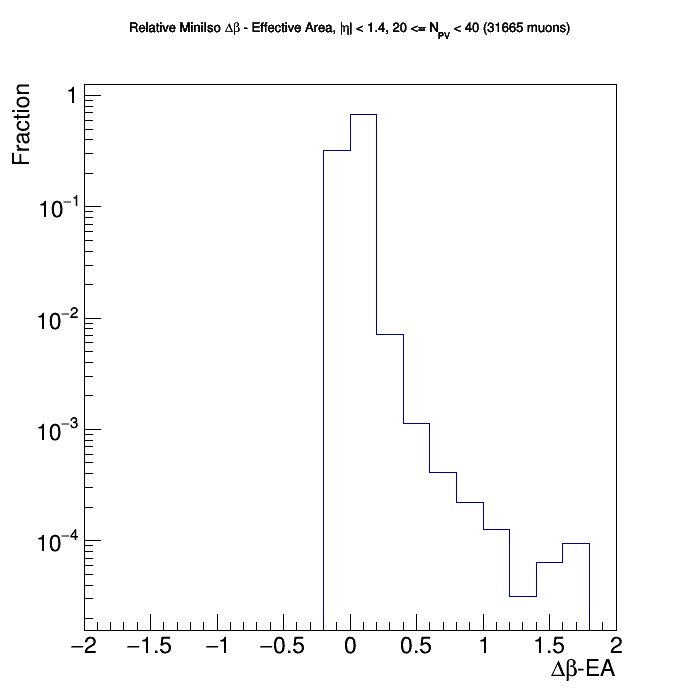 Relative MiniIso Δβ - Effective Area, |η| < 1.4, 20 <= N_PV < 40 (31665 muons)
Fraction
1
10⁻¹
10⁻²
10⁻³
10⁻⁴
−2 −1.5 −1 −0.5 0 0.5 1 1.5 2
Δβ-EA